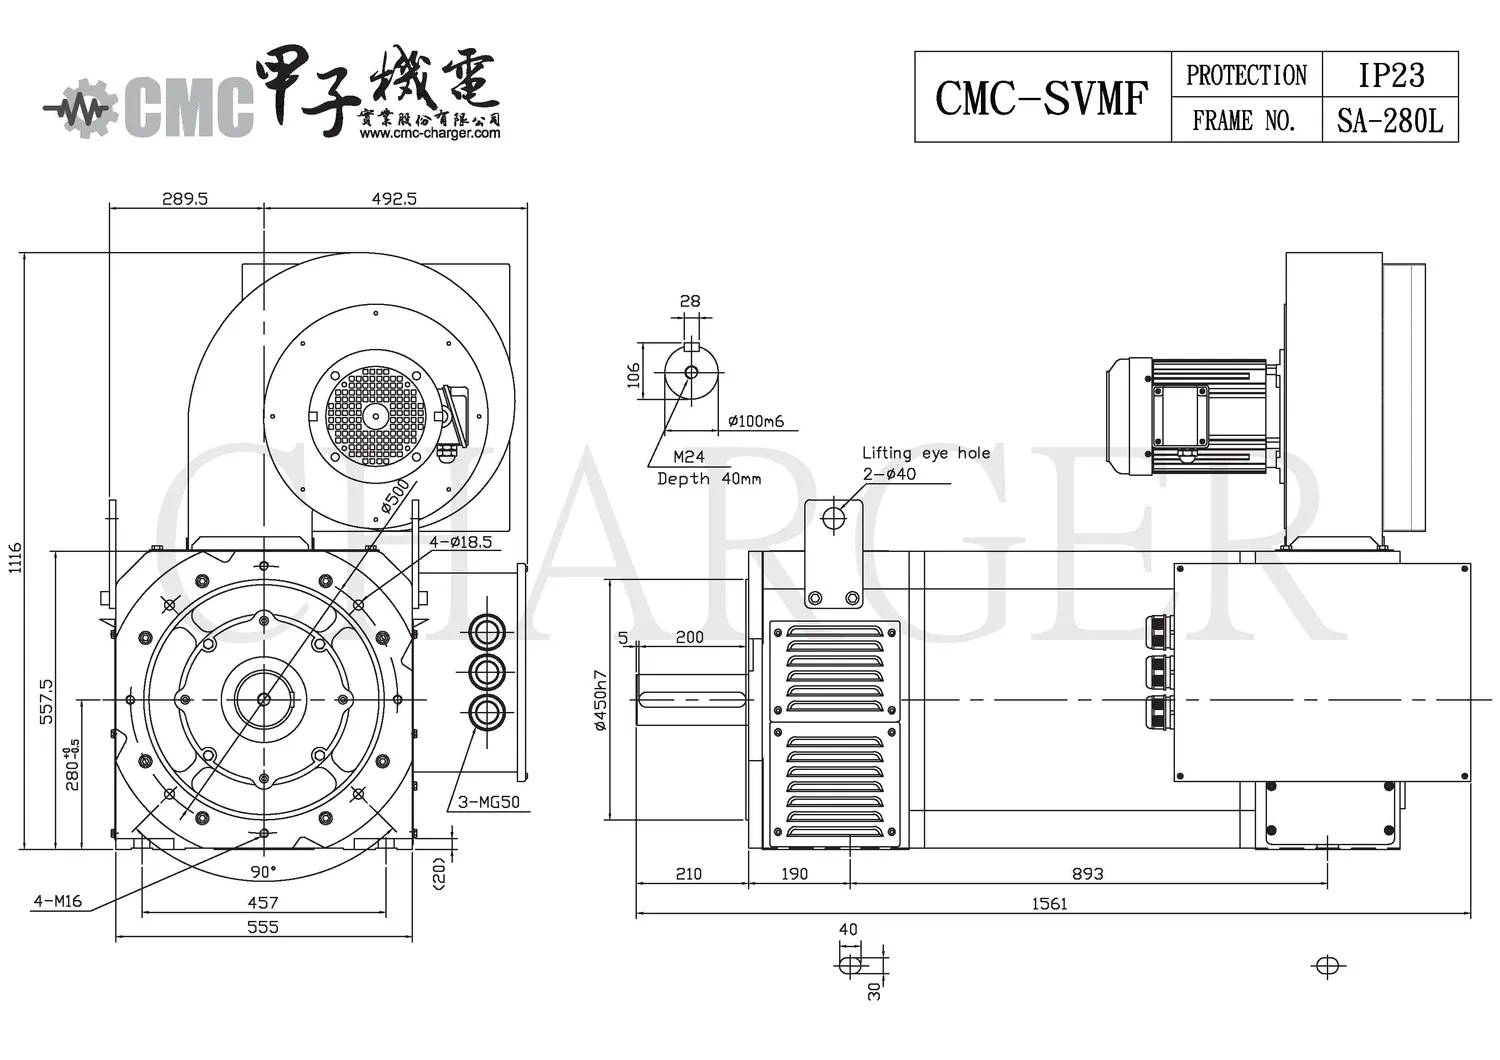 CMC 甲子機電
實業股份有限公司
www.cmc-charger.com
CMC-SVMF
PROTECTION
IP23
FRAME NO.
SA-280L
289.5
492.5
1116
557.5
280+0-0.5
Ø500
4-Ø18.5
3-MG50
4-M16
90°
(20)
457
555
28
106
Ø100m6
M24
Depth 40mm
Lifting eye hole
2-Ø40
5
200
Ø450h7
210
190
893
1561
40
30
CHARGER